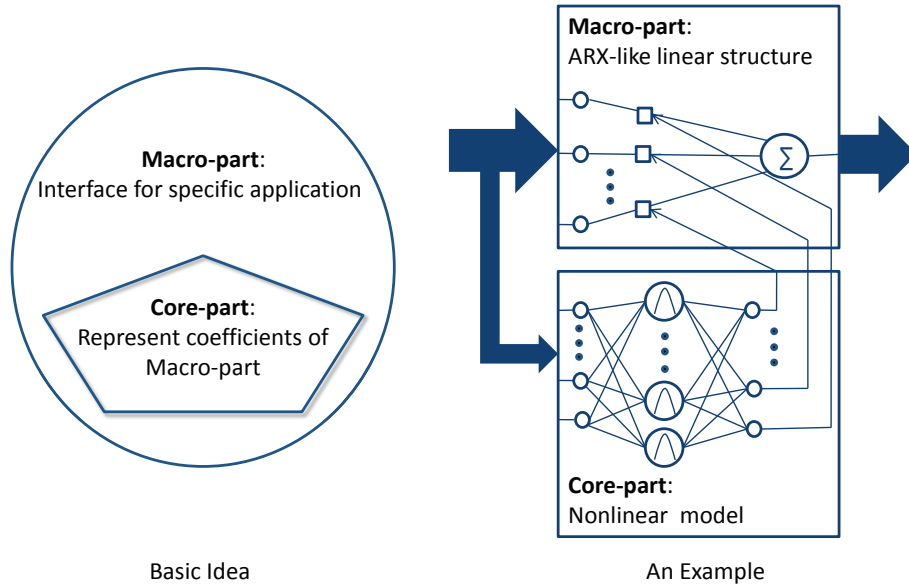 Macro-part:
Interface for specific application
Core-part:
Represent coefficients of
Macro-part
Basic Idea
Macro-part:
ARX-like linear structure
Σ
Core-part:
Nonlinear model
An Example